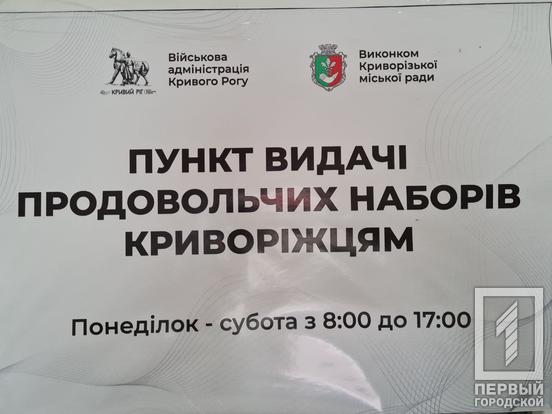 Військова
адміністрація
Кривого Рогу
КРИВИЙ РІГ
Виконком
Криворізької
міської ради
ПУНКТ ВИДАЧІ
ПРОДОВОЛЬЧИХ НАБОРІВ
КРИВОРІЖЦЯМ
Понеділок - субота з 8:00 до 17:00
1
ПЕРВЫЙ
ГОРОДСКОЙ